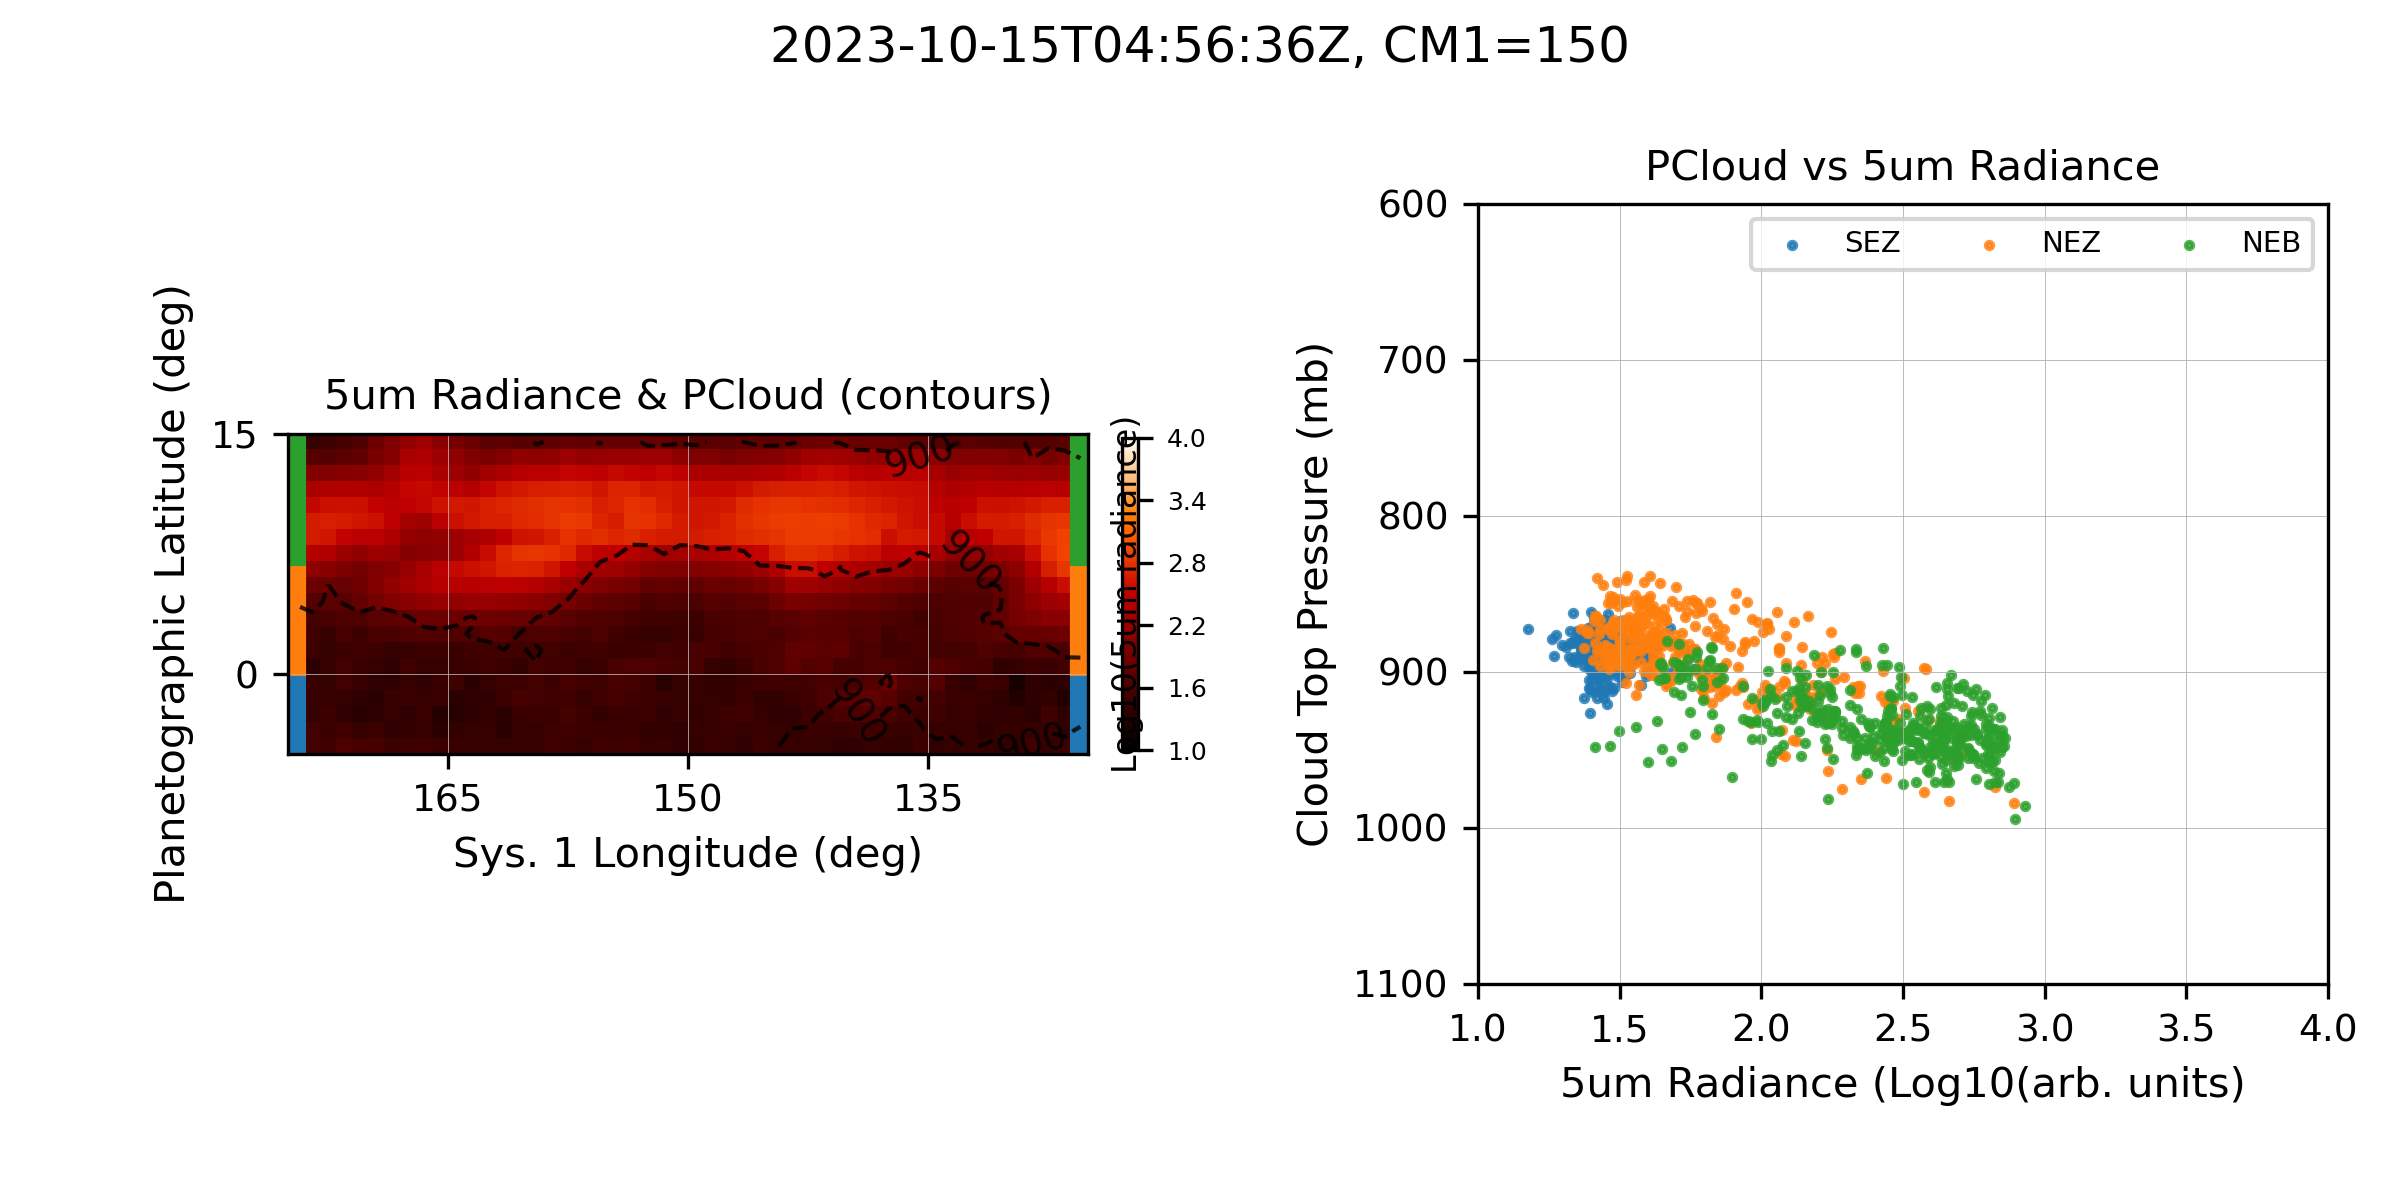 2023-10-15T04:56:36Z, CM1=150
5um Radiance & PCloud (contours)
Planetographic Latitude (deg)
15
0
900
900
900
900
165
150
135
Sys. 1 Longitude (deg)
Log10(5um radiance)
4.0
3.4
2.8
2.2
1.6
1.0
PCloud vs 5um Radiance
SEZ NEZ NEB
Cloud Top Pressure (mb)
600
700
800
900
1000
1100
1.0 1.5 2.0 2.5 3.0 3.5 4.0
5um Radiance (Log10(arb. units)